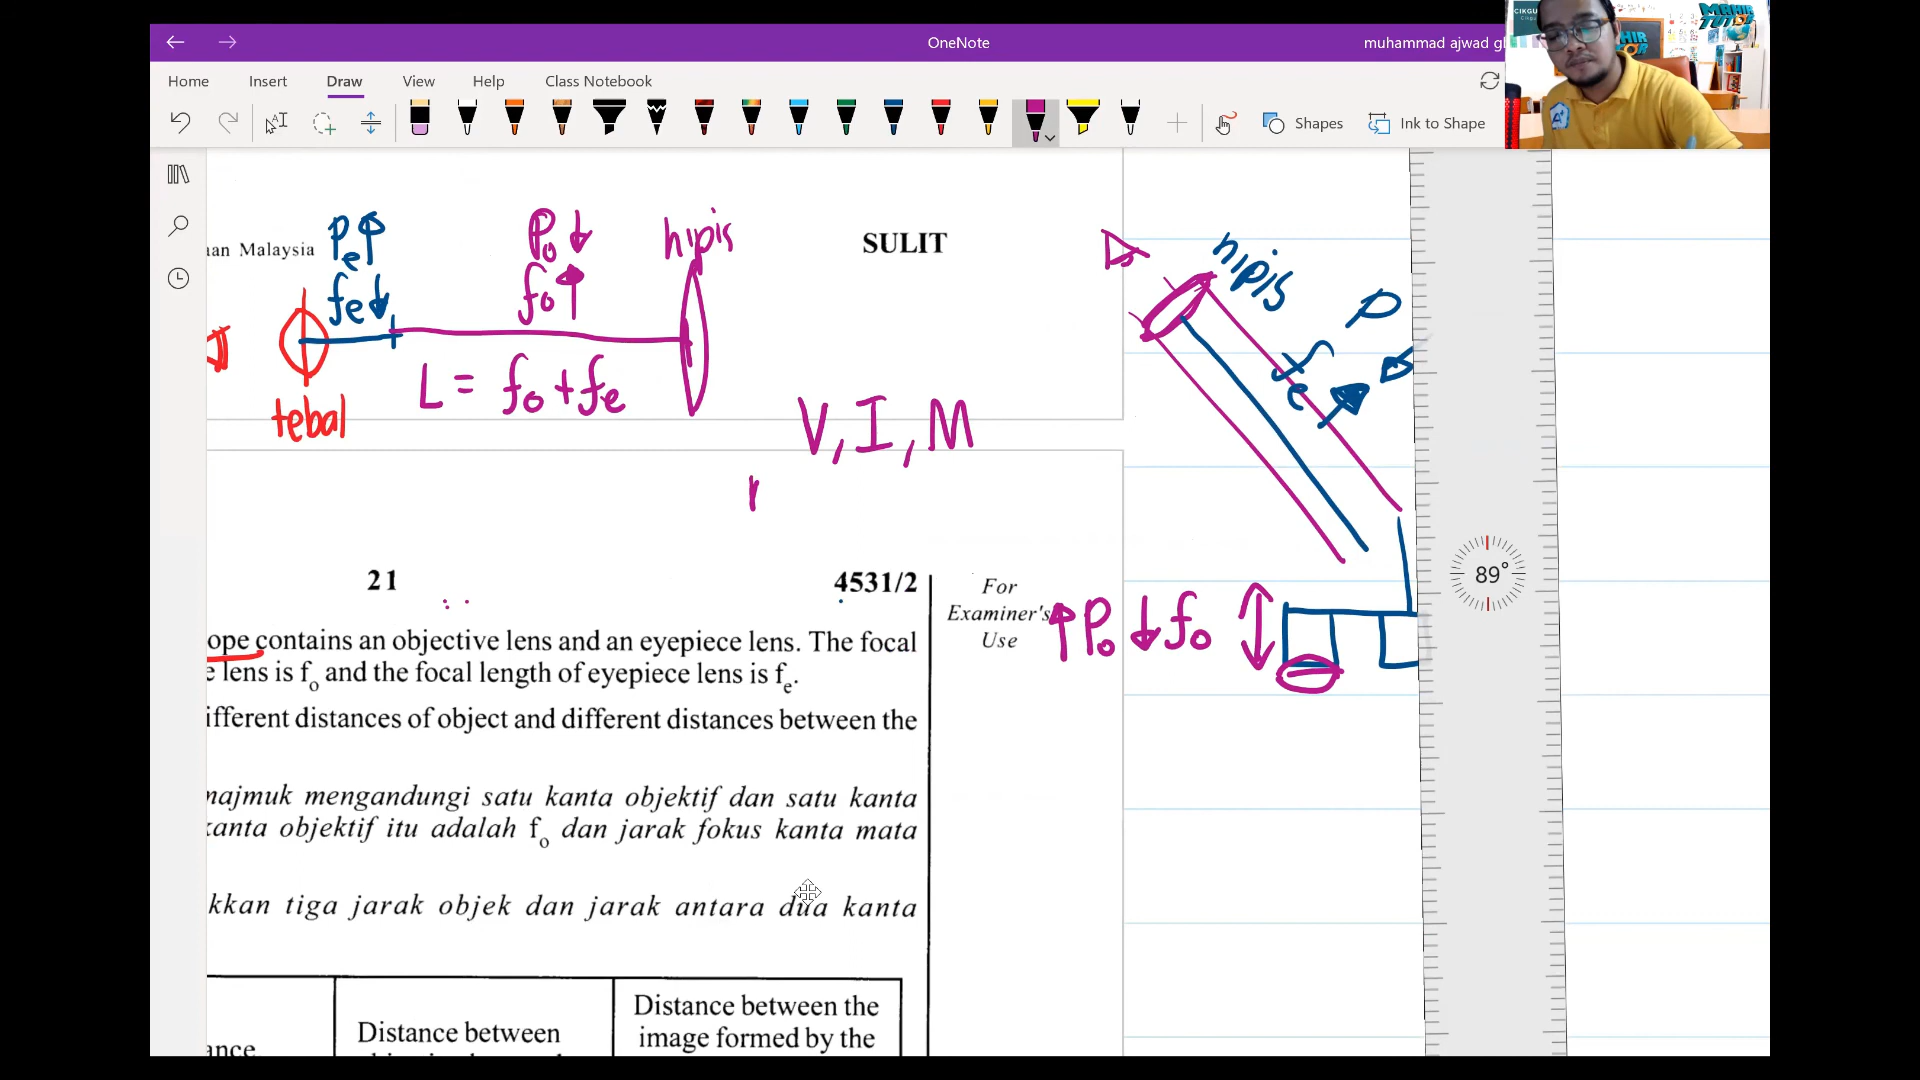 OneNote
muhammad ajwad
Home Insert Draw View Help Class Notebook
Shapes Ink to Shape
CIKGU
MAHIR
TUTOR
Pe↑
fe↓
Po↓
fo↑
hipis
Malaysia
SULIT
tebal
L = fo + fe
V, I, M
hipis
P
fe
89°
21
4531/2
For
Examiner's
Use
ope contains an objective lens and an eyepiece lens. The focal
e lens is fo and the focal length of eyepiece lens is fe.
ifferent distances of object and different distances between the
↑Po ↓fo
majmuk mengandungi satu kanta objektif dan satu kanta
kanta objektif itu adalah fo dan jarak fokus kanta mata
kkan tiga jarak objek dan jarak antara dua kanta
ance
Distance between
Distance between the
image formed by the